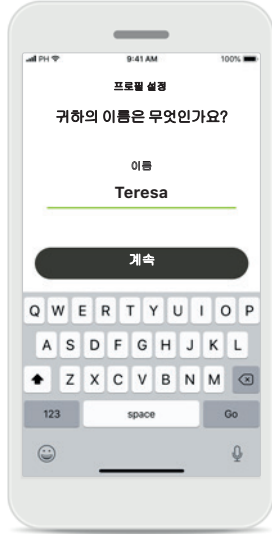 PH 9:41 AM 100%
프로필 설정
귀하의 이름은 무엇인가요?
이름
Teresa
계속
Q W E R T Y U I O P
A S D F G H J K L
Z X C V B N M
123 space Go